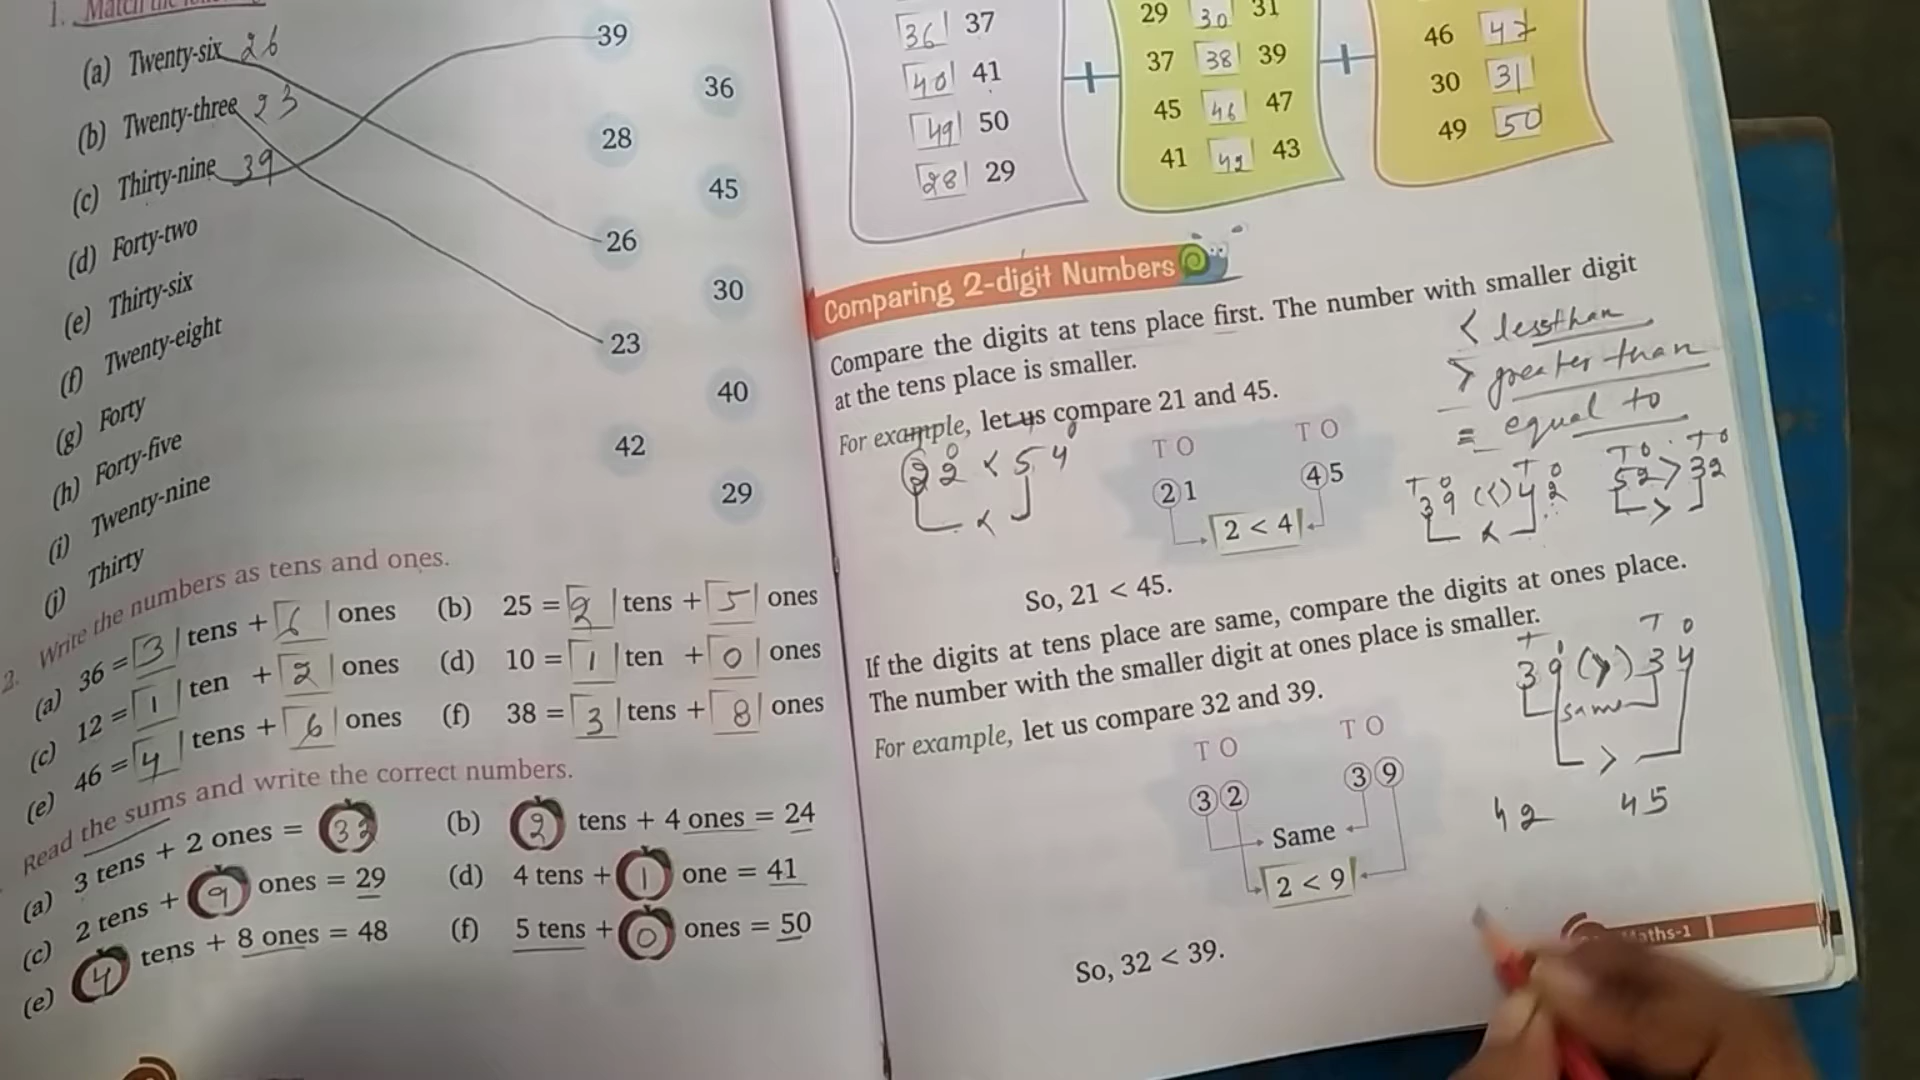 1. Match the
(a) Twenty-six 26
(b) Twenty-three 23
(c) Thirty-nine 39
(d) Forty-two
(e) Thirty-six
(f) Twenty-eight
(g) Forty
(h) Forty-five
(i) Twenty-nine
(j) Thirty
39
36
28
45
26
30
23
40
42
29
2. Write the numbers as tens and ones.
(a) 36 = 3 tens + 6 ones (b) 25 = 2 tens + 5 ones
(c) 12 = 1 ten + 2 ones (d) 10 = 1 ten + 0 ones
(e) 46 = 4 tens + 6 ones (f) 38 = 3 tens + 8 ones
Read the sums and write the correct numbers.
(a) 3 tens + 2 ones = 32 (b) 2 tens + 4 ones = 24
(c) 2 tens + 9 ones = 29 (d) 4 tens + 1 one = 41
(e) 4 tens + 8 ones = 48 (f) 5 tens + 0 ones = 50
36 37
40 41
49 50
28 29
+
29 30 31
37 38 39
45 46 47
41 42 43
+
46 47
30 31
49 50
Comparing 2-digit Numbers
Compare the digits at tens place first. The number with smaller digit
at the tens place is smaller.
< less than
> greater than
= equal to
For example, let us compare 21 and 45.
22 < 54
<
T O T O
21 45
2 < 4
T O T O
39 (<) 42
<
T O T O
52 > 32
>
So, 21 < 45.
If the digits at tens place are same, compare the digits at ones place.
The number with the smaller digit at ones place is smaller.
For example, let us compare 32 and 39.
T O T O
39 (>) 34
same
>
T O T O
32 39
Same
2 < 9
42 45
So, 32 < 39.
Maths-1